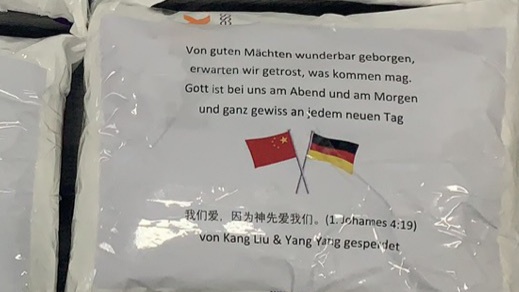 Von guten Mächten wunderbar geborgen,
erwarten wir getrost, was kommen mag.
Gott ist bei uns am Abend und am Morgen
und ganz gewiss an jedem neuen Tag
我们爱，因为神先爱我们。(1. Johames 4:19)
von Kang Liu & Yang Yang gespendet